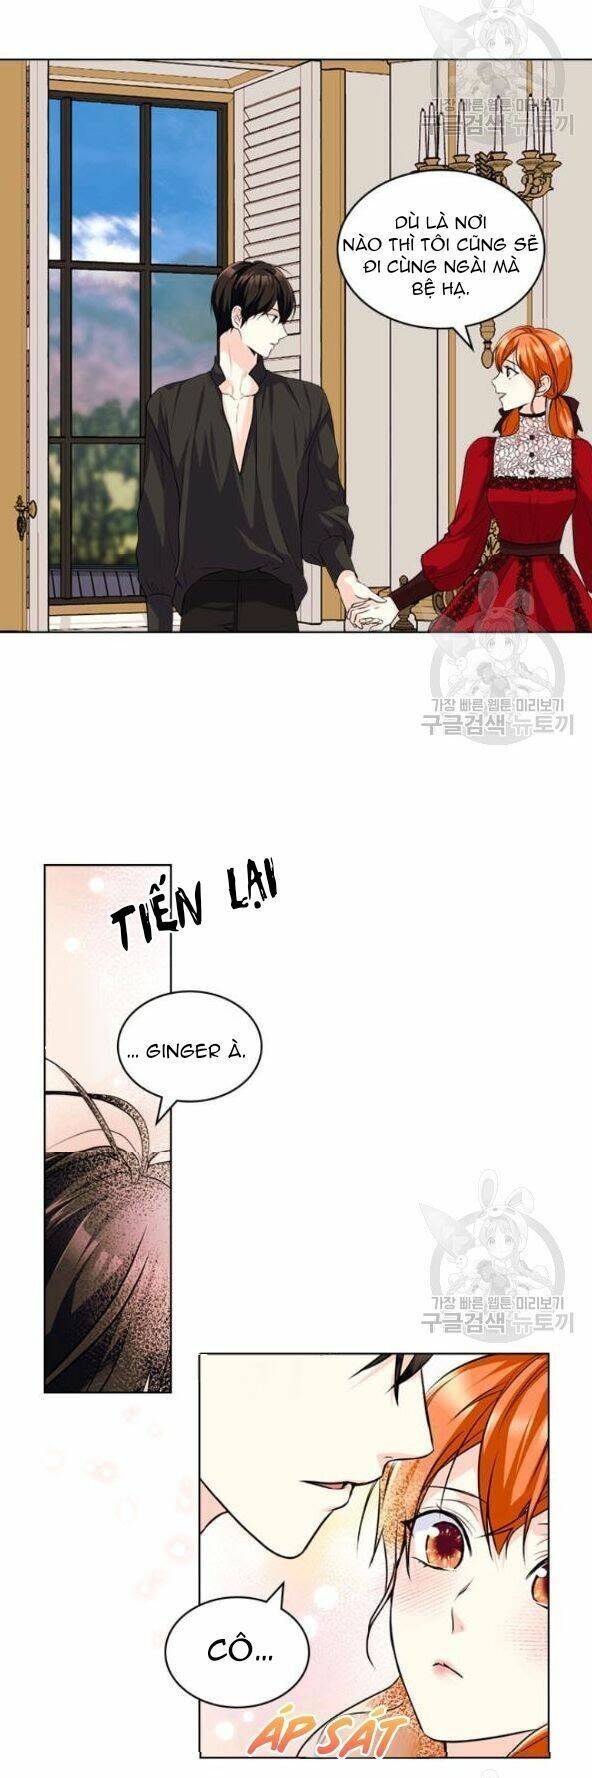 가장 빠른 웹툰 미리보기
구글검색 뉴토끼
DÙ LÀ NƠI
NÀO THÌ TÔI CŨNG SẼ
ĐI CÙNG NGÀI MÀ
BỆ HẠ.
가장 빠른 웹툰 미리보기
구글검색 뉴토끼
TIẾN LẠI
... GINGER À.
가장 빠른 웹툰 미리보기
구글검색 뉴토끼
CÔ...
ÁP SÁT